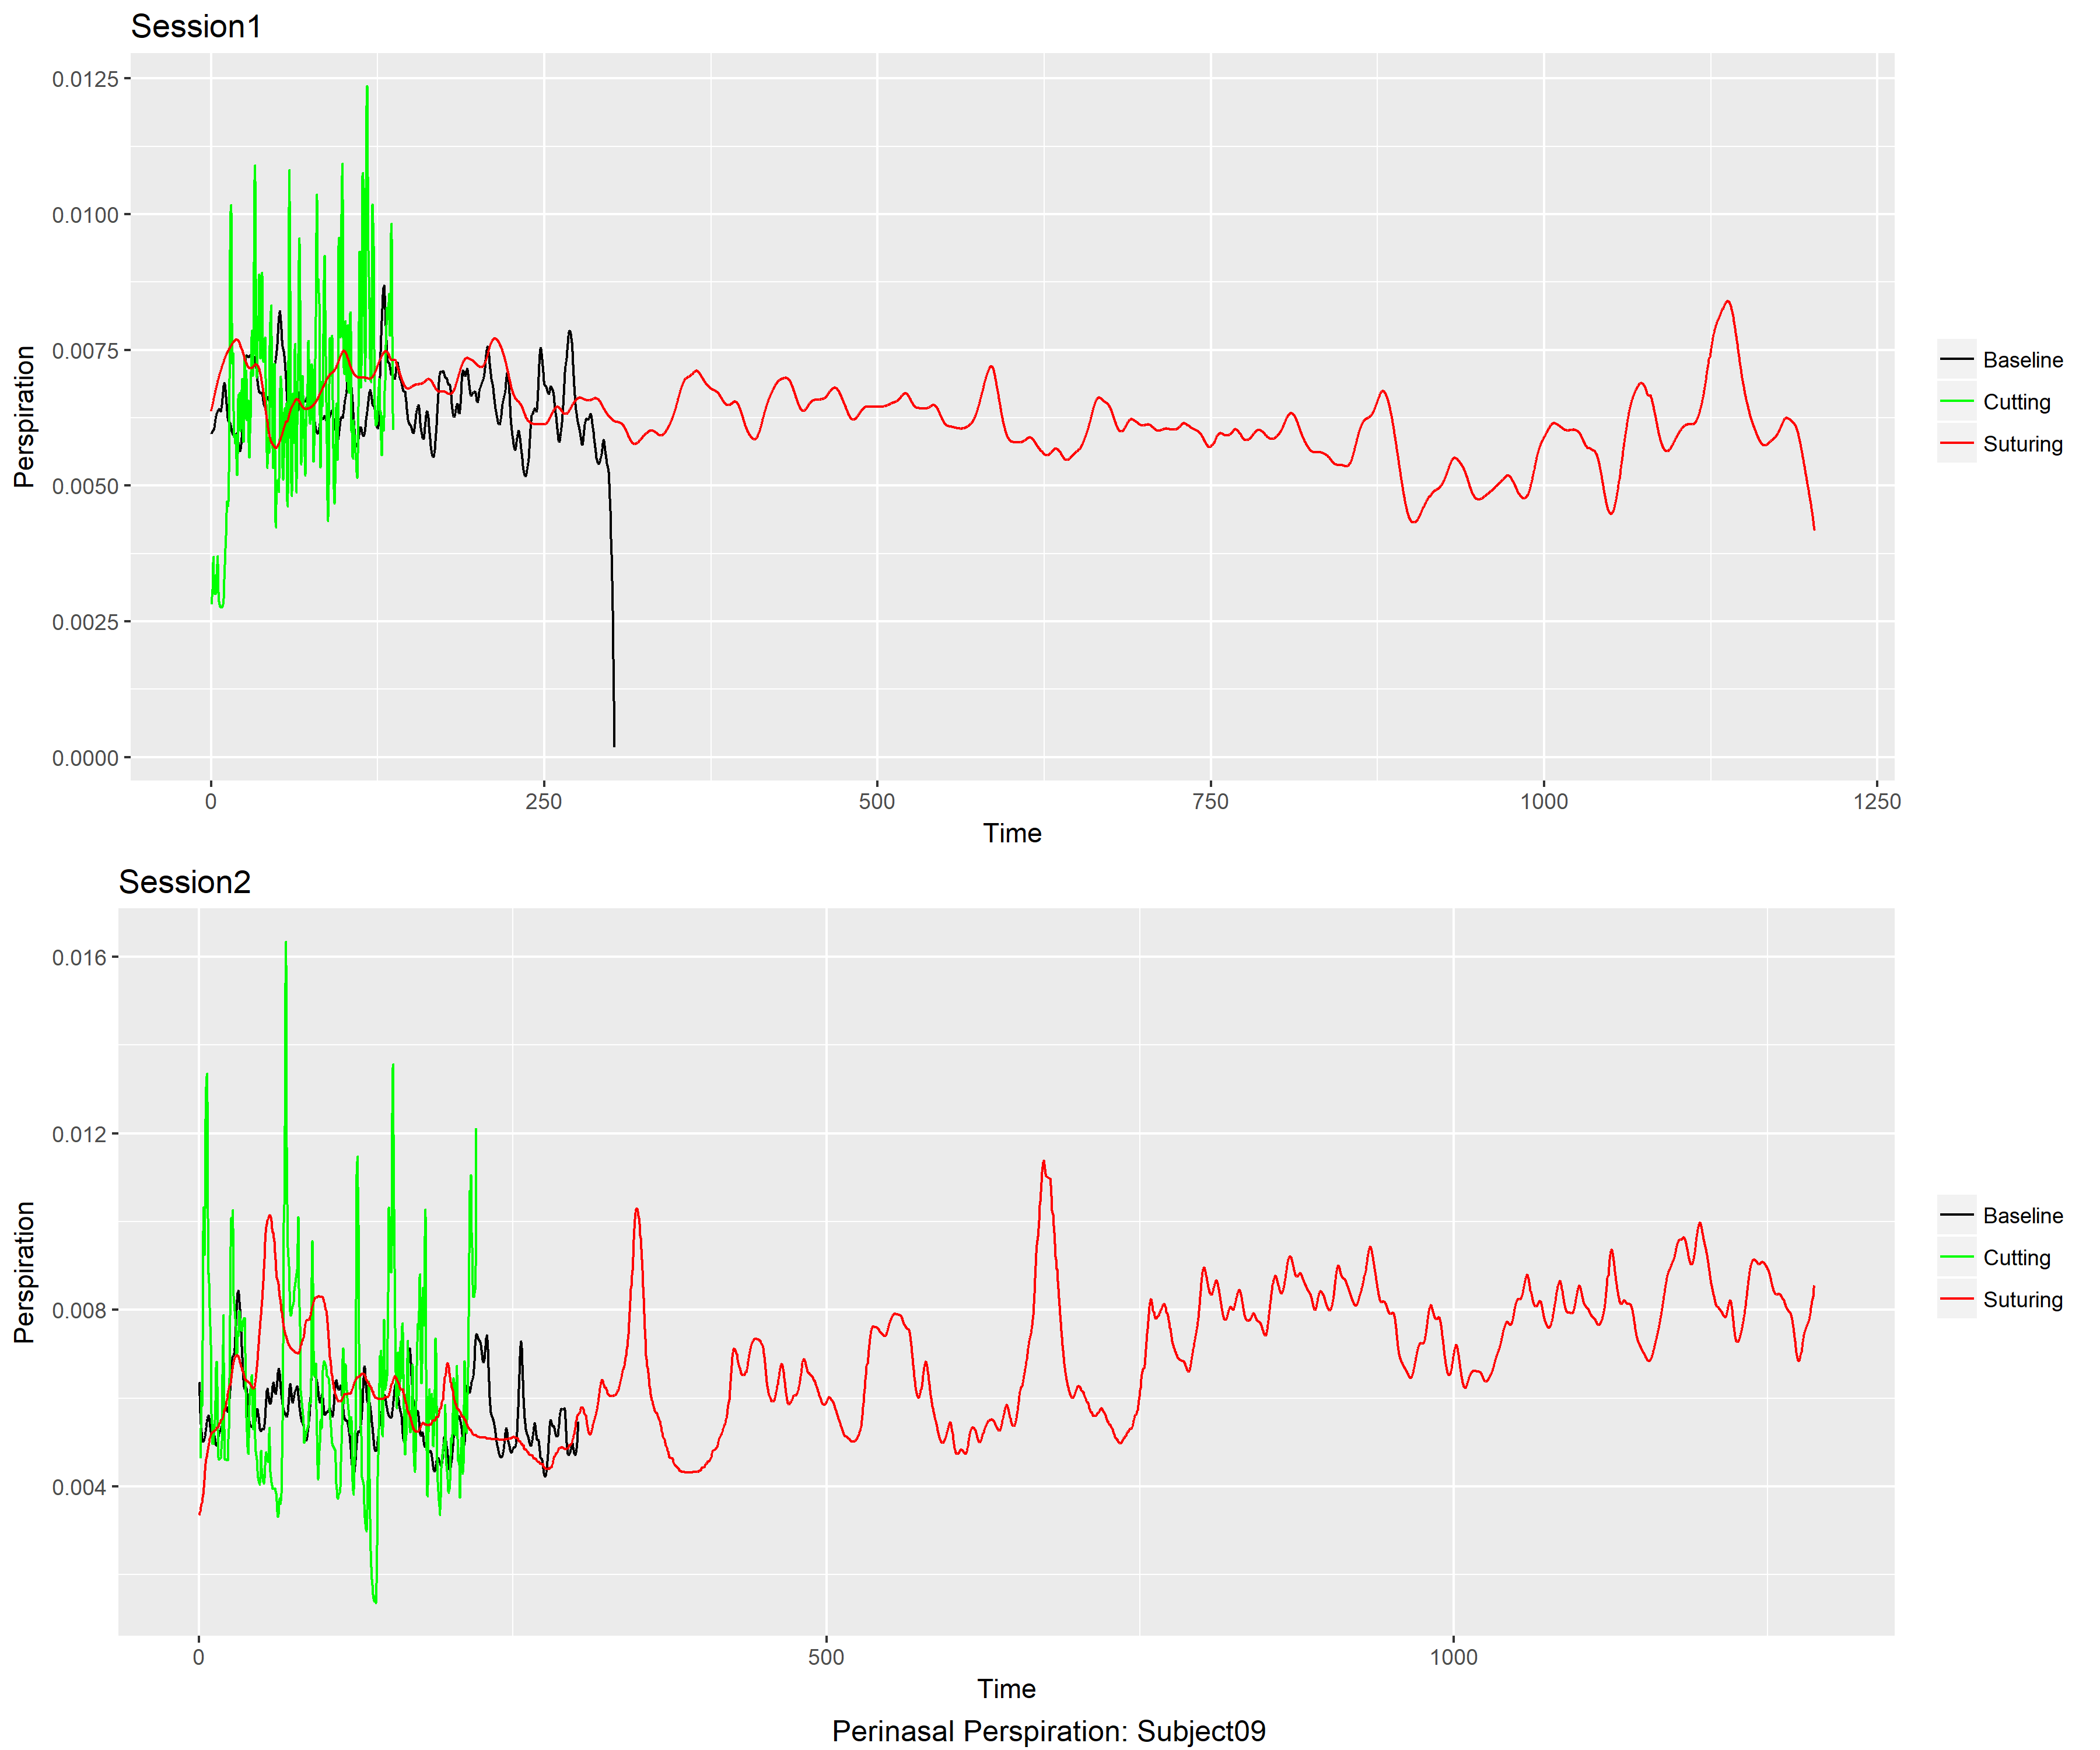 Session1
0.0125
0.0100
0.0075
0.0050
0.0025
0.0000
Perspiration
0 250 500 750 1000 1250
Time
Baseline
Cutting
Suturing
Session2
0.016
0.012
0.008
0.004
Perspiration
0 500 1000
Time
Baseline
Cutting
Suturing
Perinasal Perspiration: Subject09